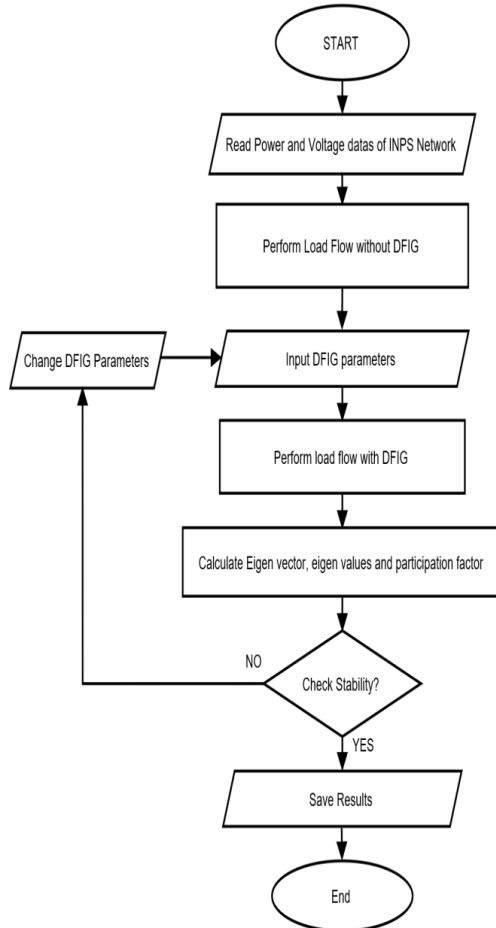 START
Read Power and Voltage datas of INPS Network
Perform Load Flow without DFIG
Change DFIG Parameters
Input DFIG parameters
Perform load flow with DFIG
Calculate Eigen vector, eigen values and participation factor
NO
Check Stability?
YES
Save Results
End